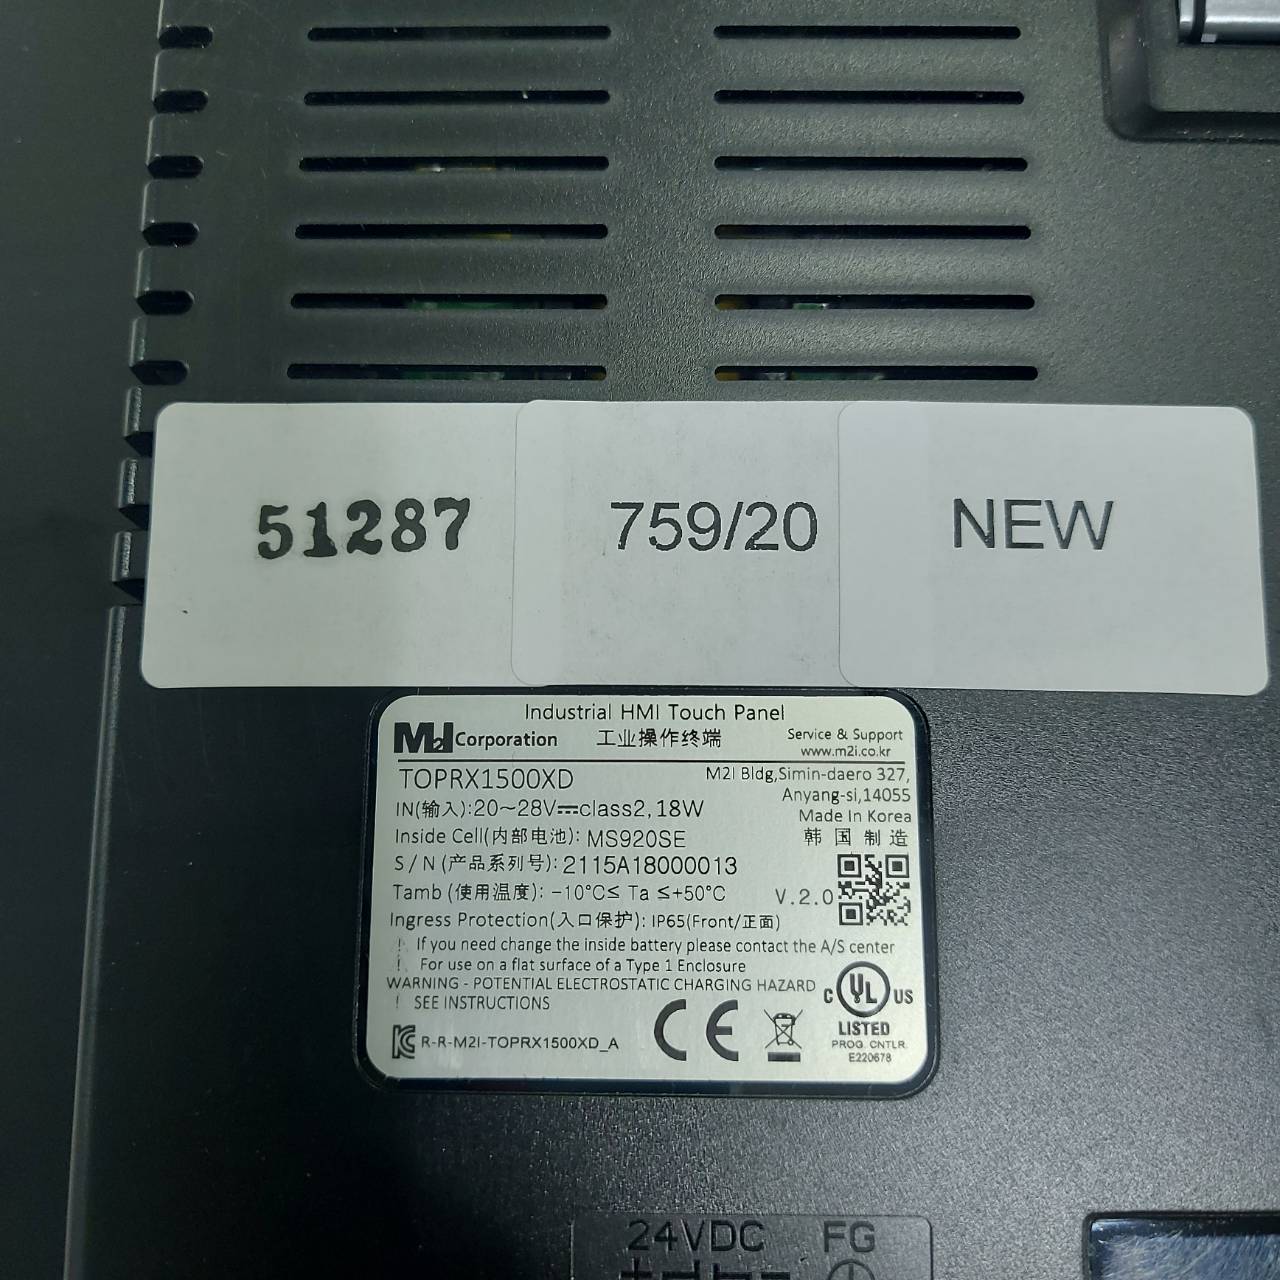 51287 759/20 NEW
Industrial HMI Touch Panel
M2I Corporation 工业操作终端 Service & Support
www.m2i.co.kr
TOPRX1500XD M2I Bldg,Simin-daero 327,
Anyang-si,14055
IN(输入):20~28V⎓class2, 18W
Made In Korea
Inside Cell(内部电池): MS920SE 韩国制造
S/N (产品系列号): 2115A18000013
Tamb (使用温度): -10°C≤ Ta ≤+50°C V.2.0
Ingress Protection(入口保护): IP65(Front/正面)
! If you need change the inside battery please contact the A/S center
! For use on a flat surface of a Type 1 Enclosure
WARNING - POTENTIAL ELECTROSTATIC CHARGING HAZARD
! SEE INSTRUCTIONS
C UL US
LISTED
PROG. CNTLR.
E220678
CE
R-R-M2I-TOPRX1500XD_A
24VDC FG